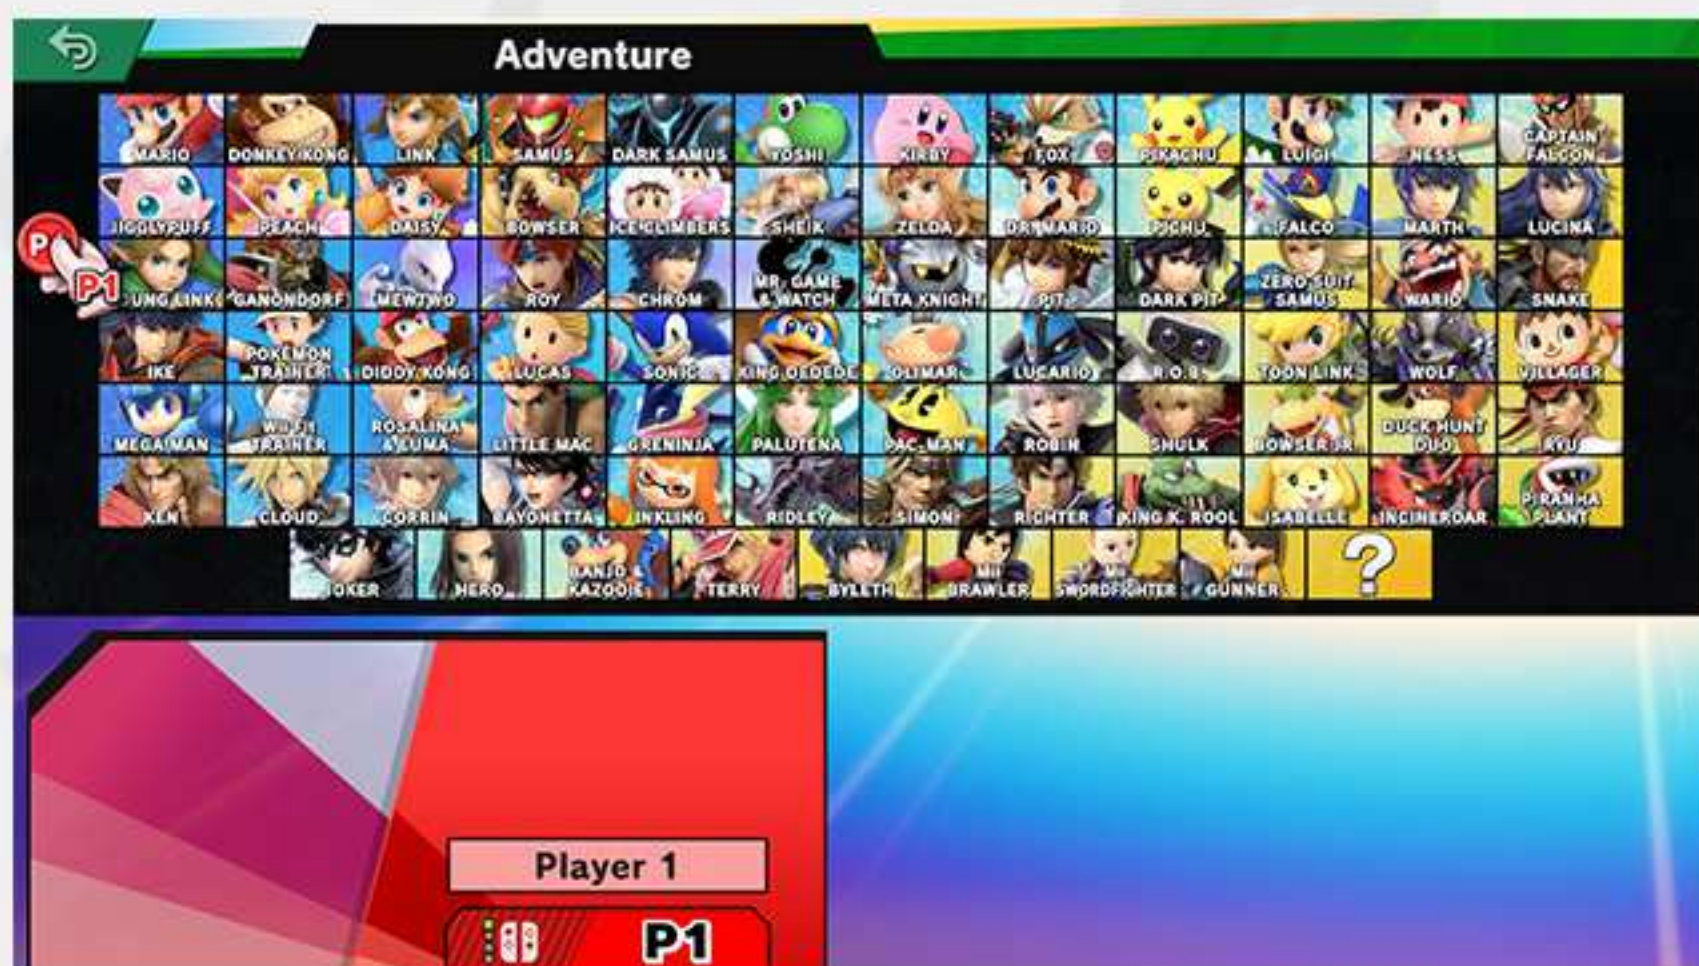 Adventure
MARIO DONKEY KONG LINK SAMUS DARK SAMUS YOSHI KIRBY FOX PIKACHU LUIGI NESS CAPTAIN FALCON
JIGGLYPUFF PEACH DAISY BOWSER ICE CLIMBERS SHEIK ZELDA DR. MARIO PICHU FALCO MARTH LUCINA
P
P1
UNG LINK GANONDORF MEWTWO ROY CHROM MR. GAME & WATCH META KNIGHT PIT DARK PIT ZERO SUIT SAMUS WARIO SNAKE
IKE POKÉMON TRAINER DIDDY KONG LUCAS SONIC KING DEDEDE OLIMAR LUCARIO R.O.B. TOON LINK WOLF VILLAGER
MEGA MAN Wii Fit TRAINER ROSALINA & LUMA LITTLE MAC GRENINJA PALUTENA PAC-MAN ROBIN SHULK BOWSER JR. DUCK HUNT DUO RYU
KEN CLOUD CORRIN BAYONETTA INKLING RIDLEY SIMON RICHTER KING K. ROOL ISABELLE INCINEROAR PIRANHA PLANT
JOKER HERO BANJO & KAZOOIE TERRY BYLETH Mii BRAWLER Mii SWORDFIGHTER Mii GUNNER ?
Player 1
P1